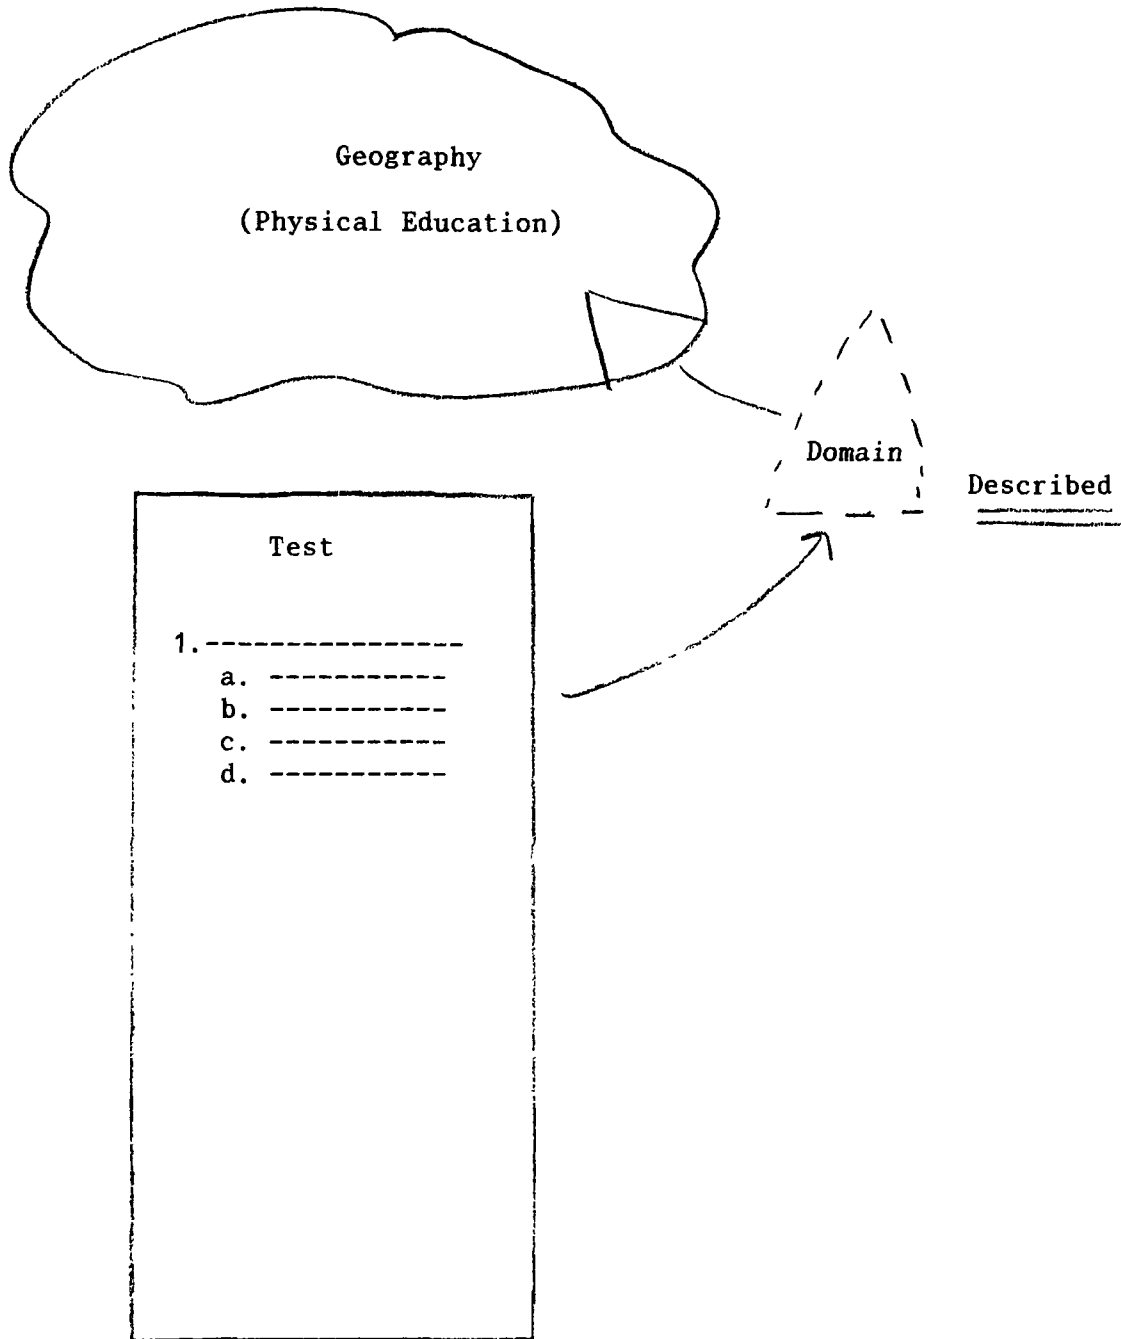 Geography
(Physical Education)
Domain
Described
Test
1.----------------
a. -----------
b. -----------
c. -----------
d. -----------